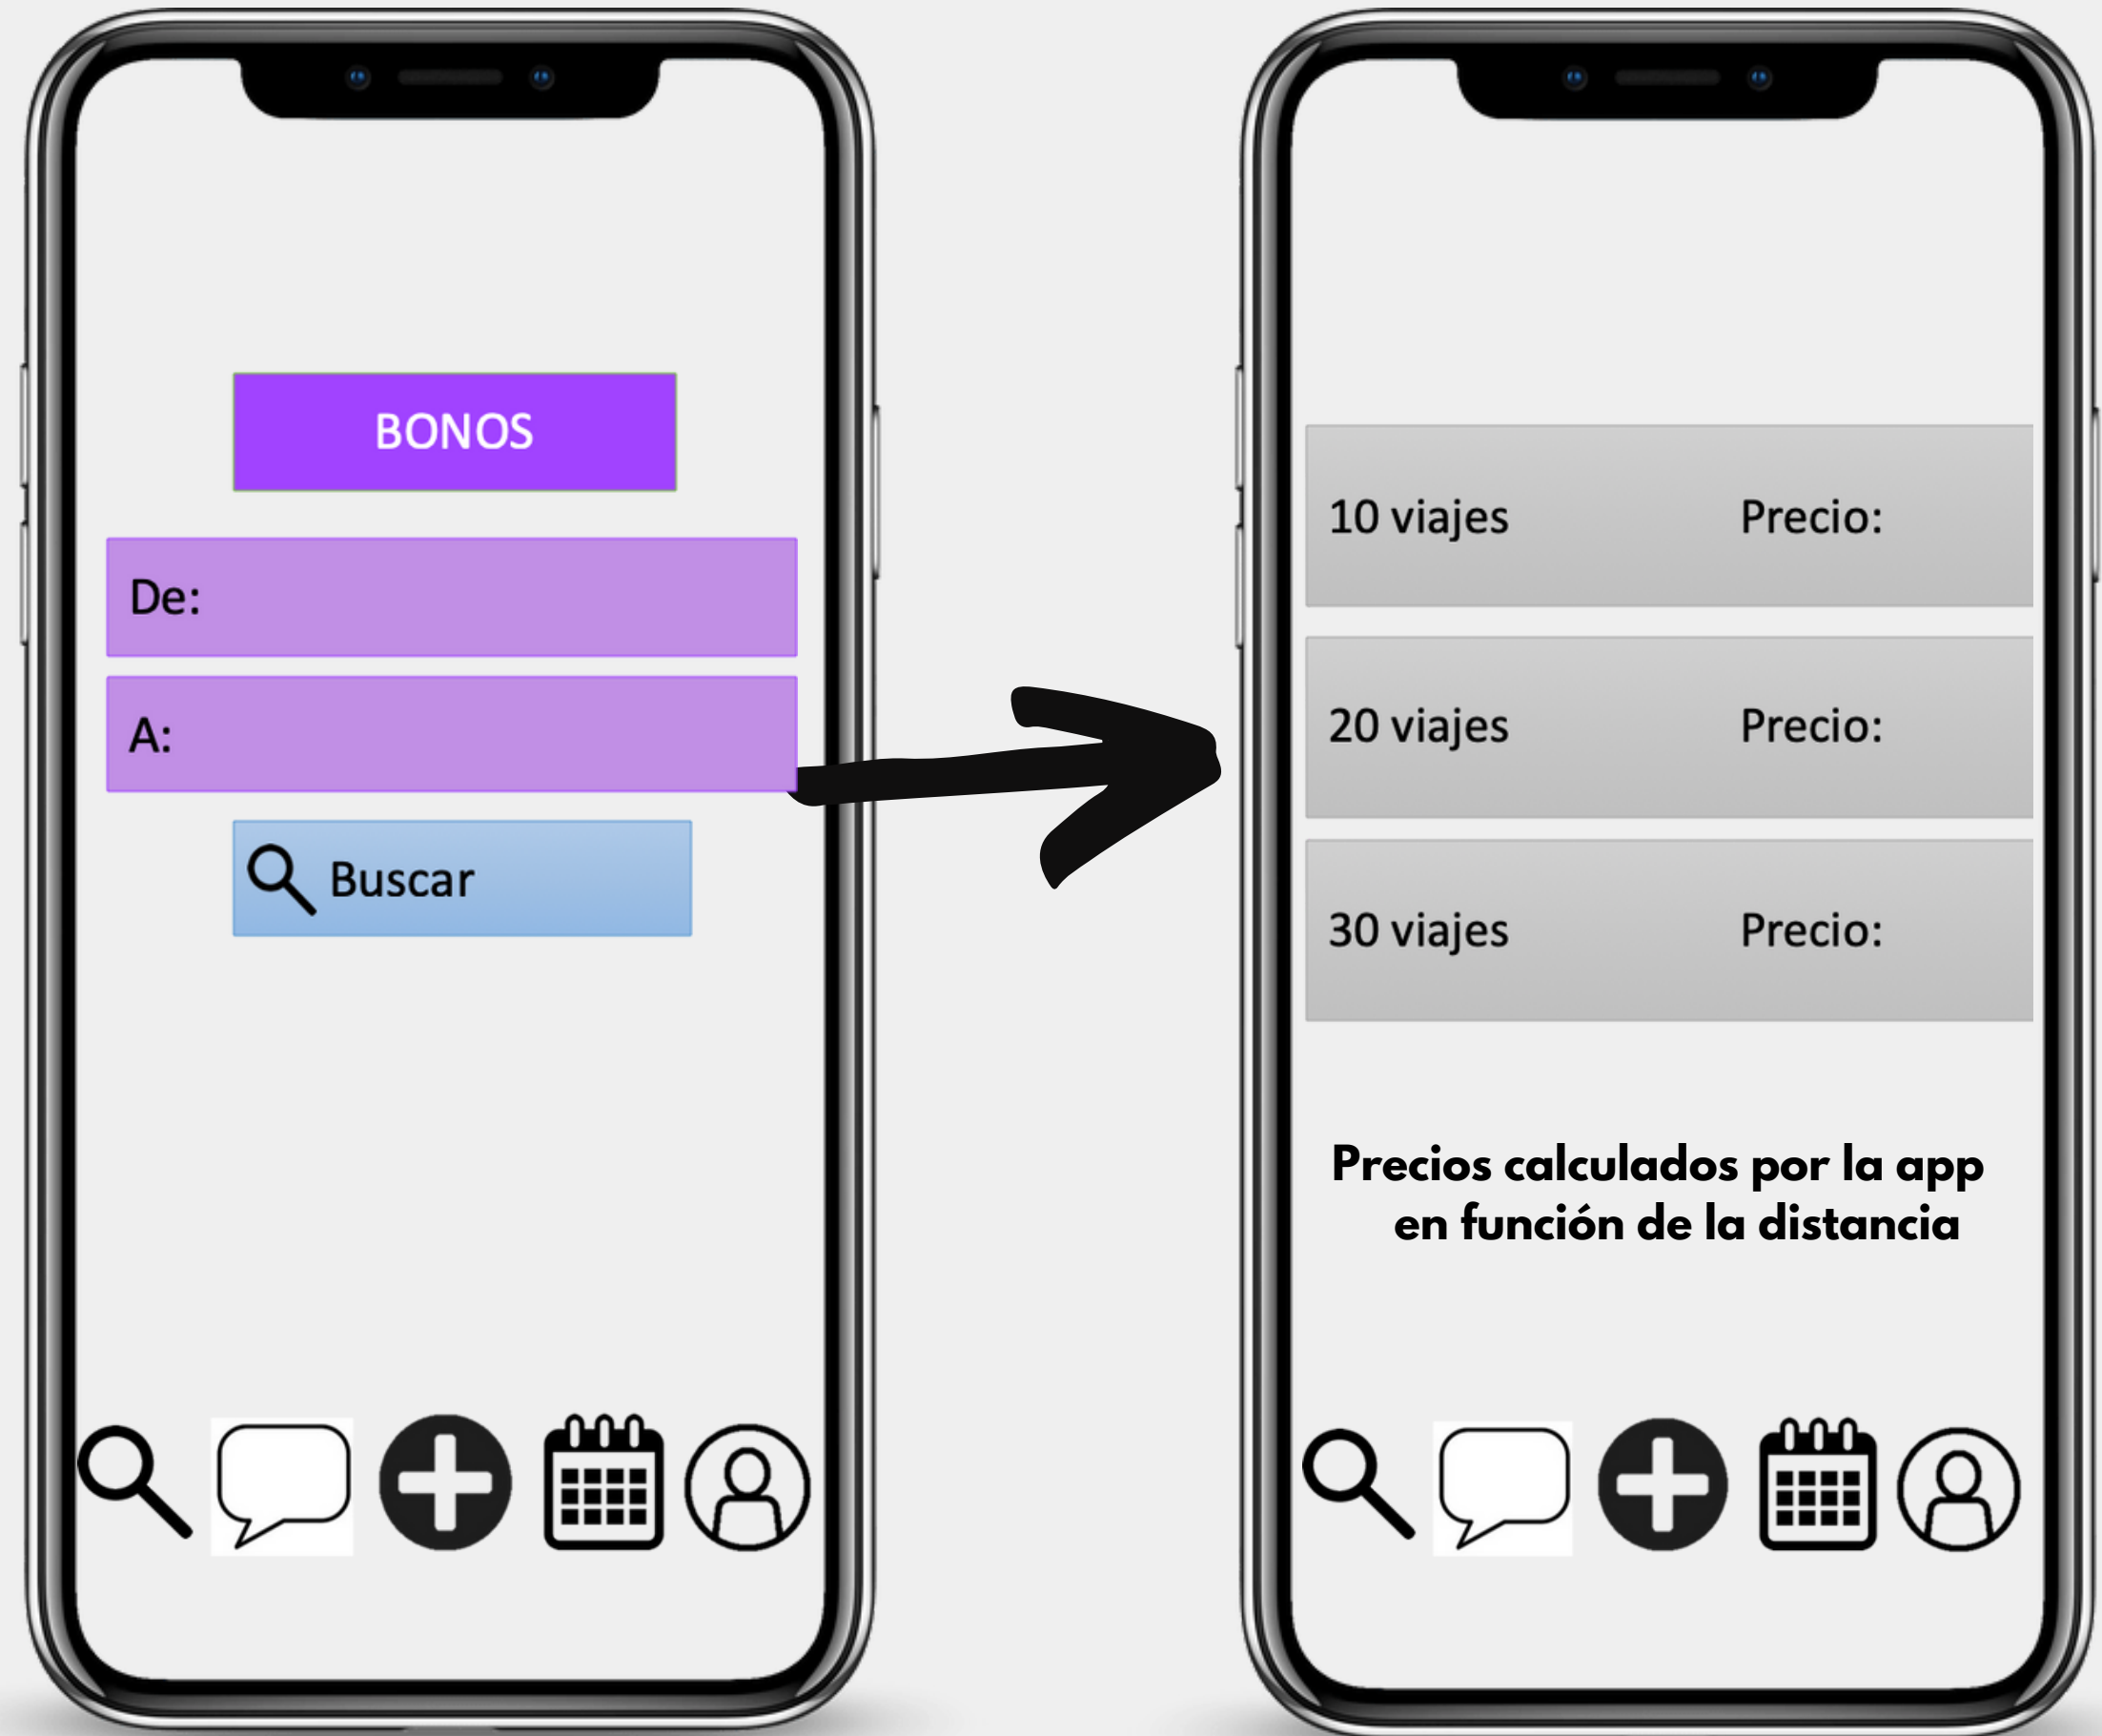 BONOS
De:
A:
Buscar
10 viajes Precio:
20 viajes Precio:
30 viajes Precio:
Precios calculados por la app
en función de la distancia